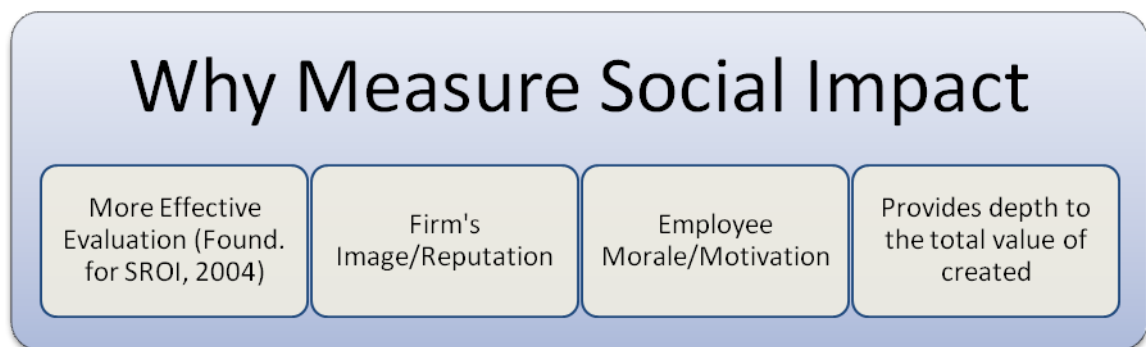 Why Measure Social Impact
More Effective
Evaluation (Found.
for SROI, 2004)
Firm's
Image/Reputation
Employee
Morale/Motivation
Provides depth to
the total value of
created